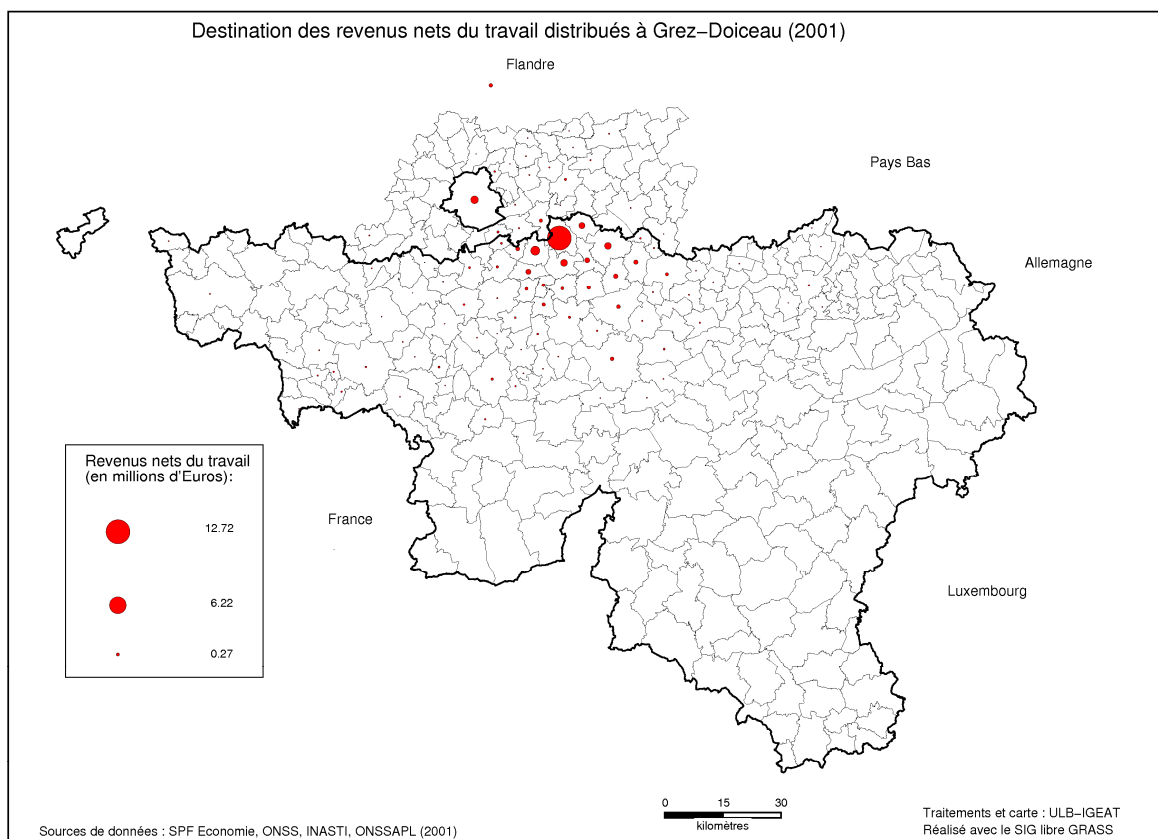 Destination des revenus nets du travail distribués à Grez−Doiceau (2001)
Flandre
Pays Bas
Allemagne
Revenus nets du travail
(en millions d'Euros):
12.72
6.22
0.27
France
Luxembourg
0 15 30
kilomètres
Sources de données : SPF Economie, ONSS, INASTI, ONSSAPL (2001)
Traitements et carte : ULB−IGEAT
Réalisé avec le SIG libre GRASS